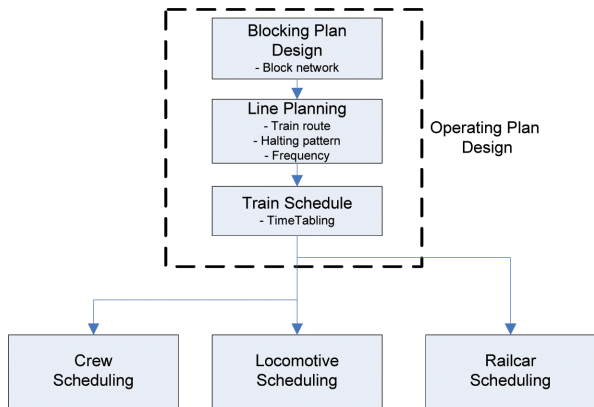 Blocking Plan
Design
- Block network
Line Planning
- Train route
- Halting pattern
- Frequency
Operating Plan
Design
Train Schedule
- TimeTabling
Crew
Scheduling
Locomotive
Scheduling
Railcar
Scheduling